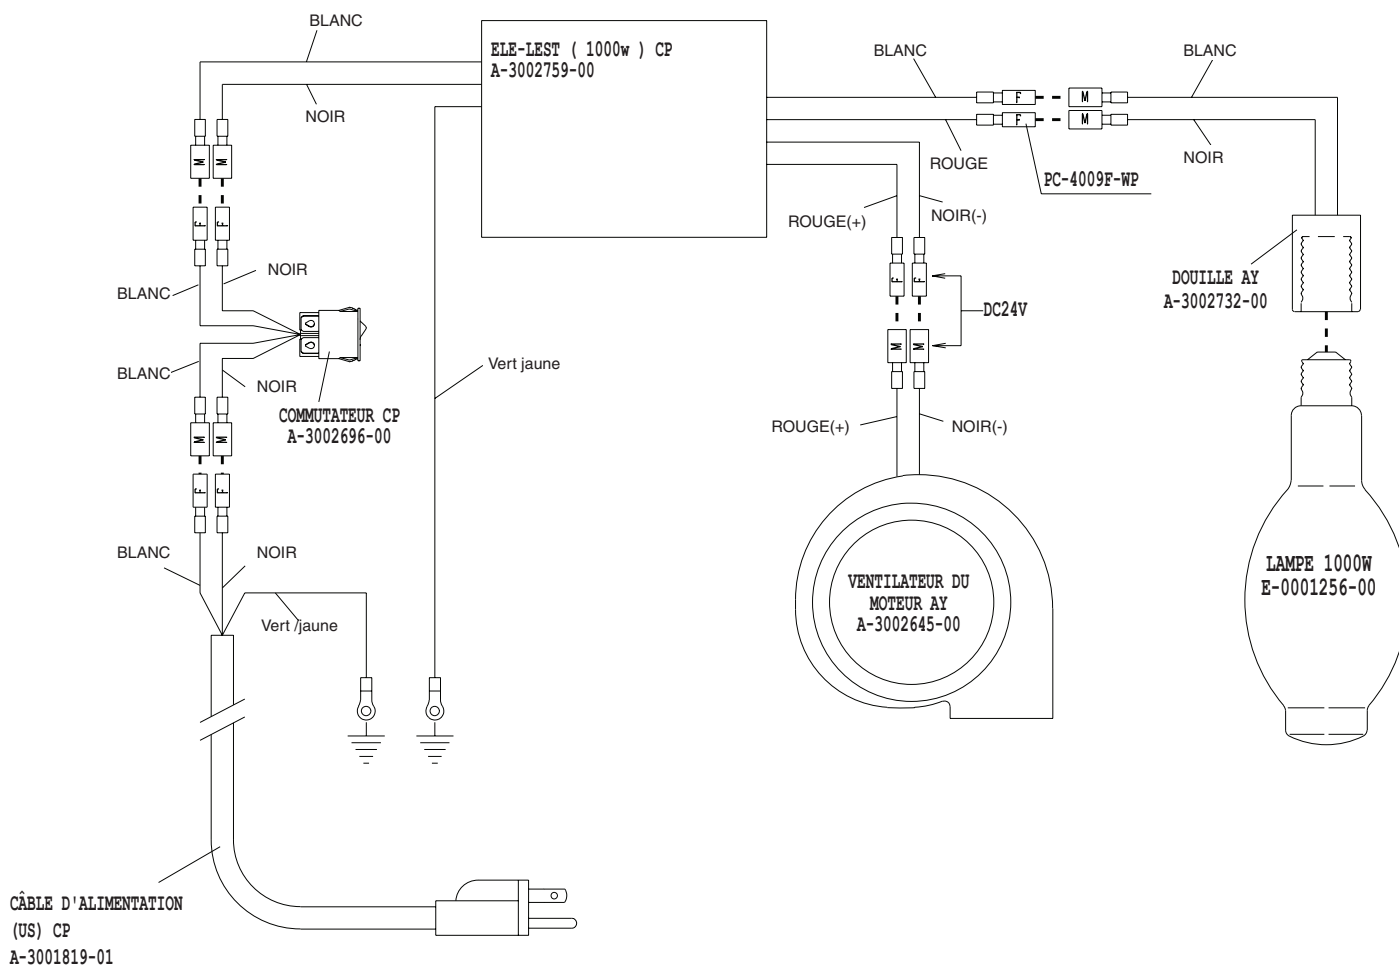 BLANC
ELE-LEST ( 1000w ) CP
A-3002759-00
NOIR
BLANC
BLANC
F
M
F
M
ROUGE
NOIR
PC-4009F-WP
M
M
F
F
ROUGE(+)
NOIR(-)
NOIR
BLANC
F
F
DC24V
M
M
DOUILLE AY
A-3002732-00
BLANC
NOIR
Vert jaune
COMMUTATEUR CP
A-3002696-00
M
M
F
F
ROUGE(+)
NOIR(-)
BLANC
NOIR
Vert /jaune
VENTILATEUR DU
MOTEUR AY
A-3002645-00
LAMPE 1000W
E-0001256-00
CÂBLE D'ALIMENTATION
(US) CP
A-3001819-01